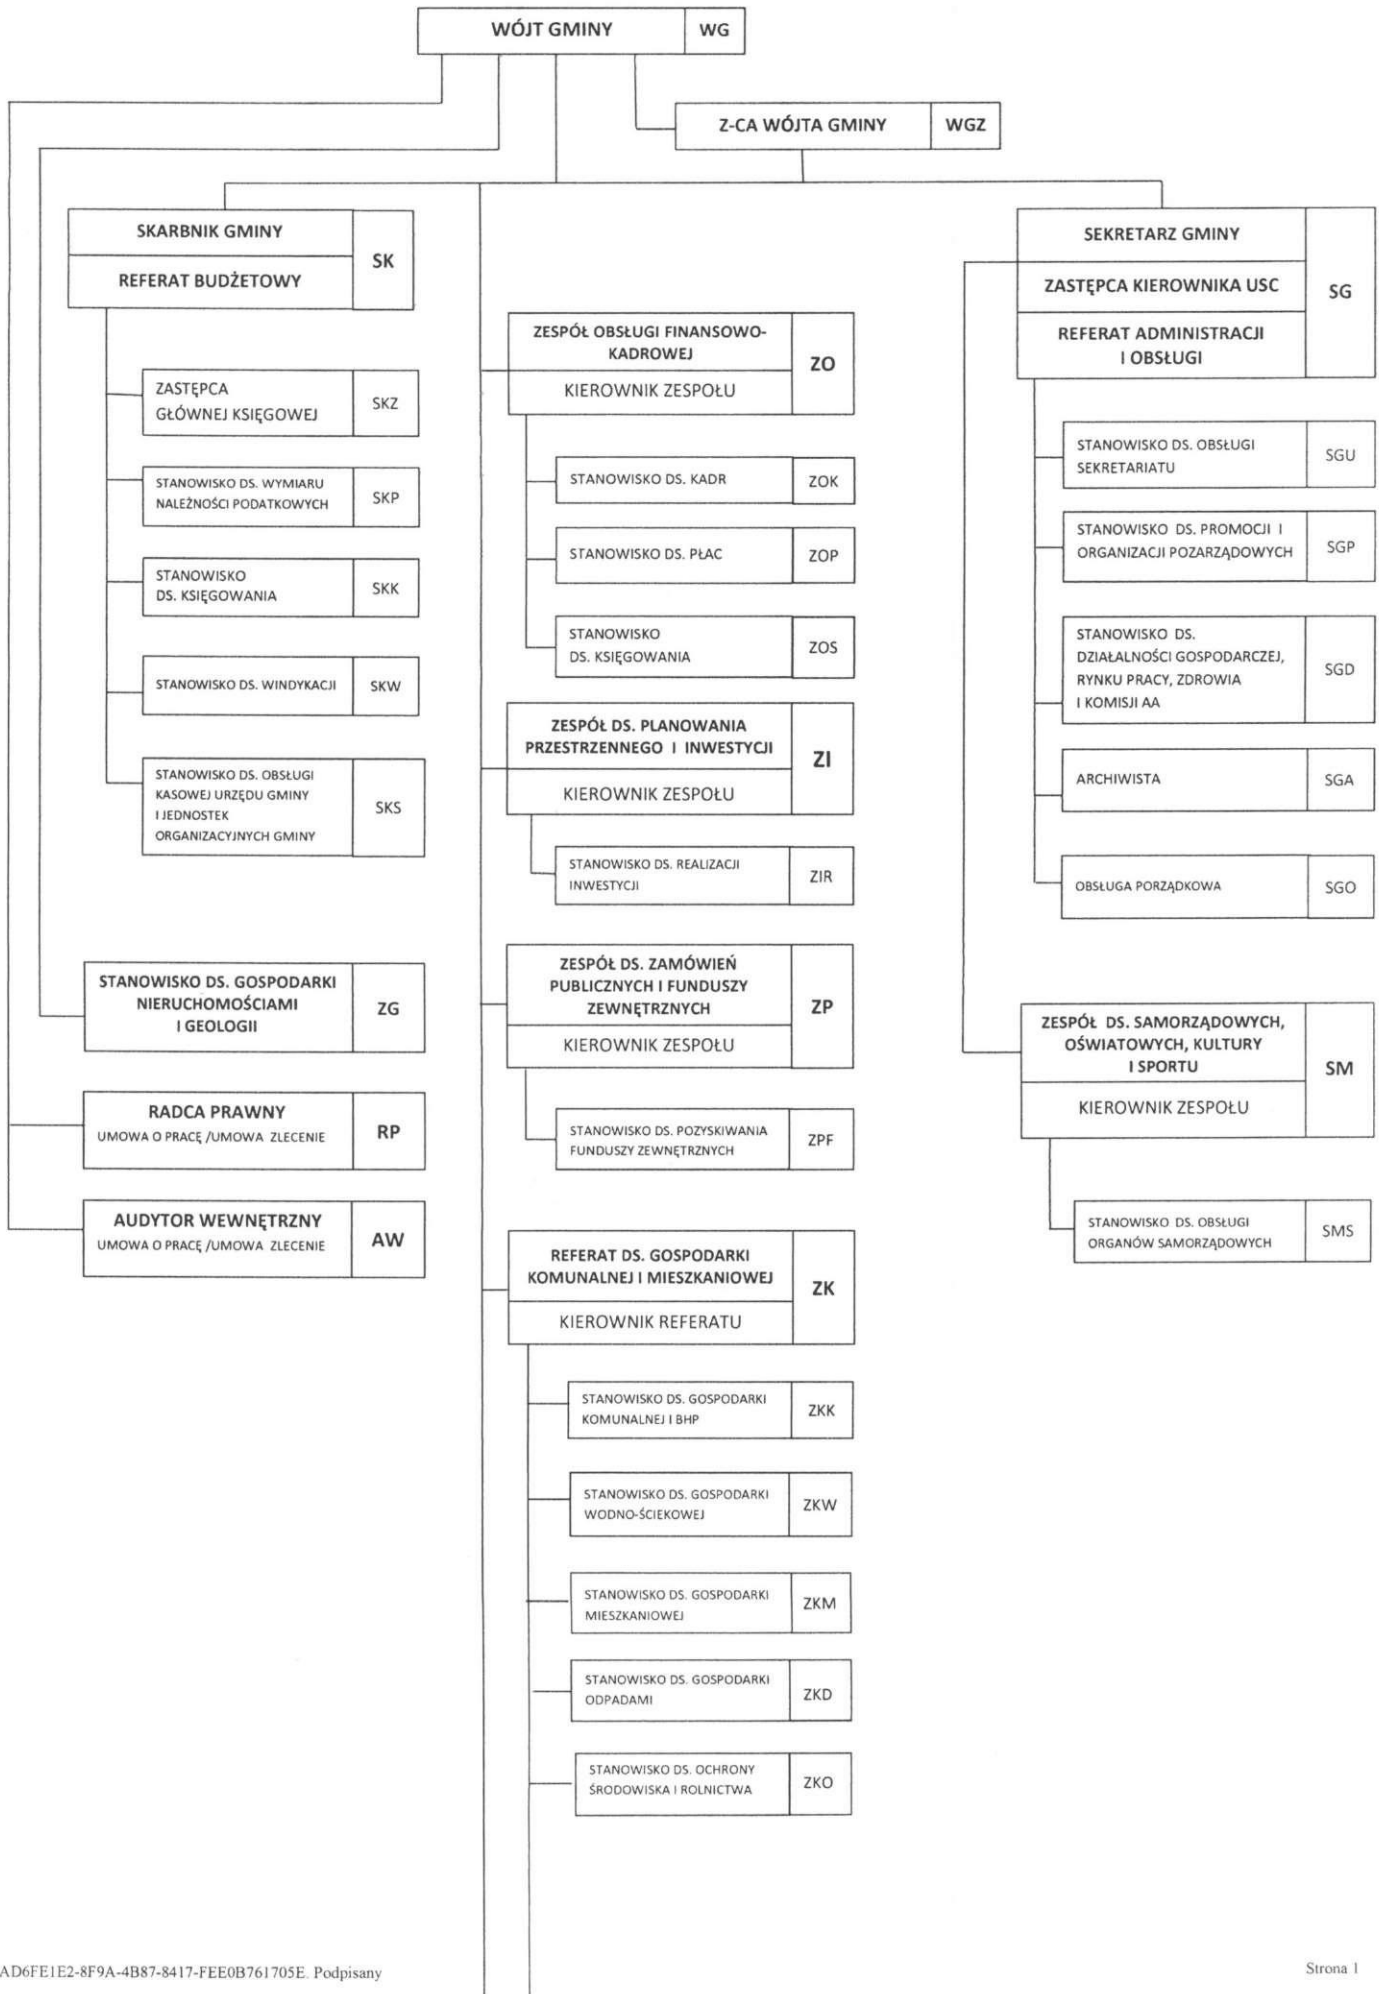 WÓJT GMINY
WG
Z-CA WÓJTA GMINY
WGZ
SKARBNIK GMINY
REFERAT BUDŻETOWY
SK
ZASTĘPCA
GŁÓWNEJ KSIĘGOWEJ
SKZ
STANOWISKO DS. WYMIARU
NALEŻNOŚCI PODATKOWYCH
SKP
STANOWISKO
DS. KSIĘGOWANIA
SKK
STANOWISKO DS. WINDYKACJI
SKW
STANOWISKO DS. OBSŁUGI
KASOWEJ URZĘDU GMINY
I JEDNOSTEK
ORGANIZACYJNYCH GMINY
SKS
STANOWISKO DS. GOSPODARKI
NIERUCHOMOŚCIAMI
I GEOLOGII
ZG
RADCA PRAWNY
UMOWA O PRACĘ /UMOWA ZLECENIE
RP
AUDYTOR WEWNĘTRZNY
UMOWA O PRACĘ /UMOWA ZLECENIE
AW
ZESPÓŁ OBSŁUGI FINANSOWO-
KADROWEJ
KIEROWNIK ZESPOŁU
ZO
STANOWISKO DS. KADR
ZOK
STANOWISKO DS. PŁAC
ZOP
STANOWISKO
DS. KSIĘGOWANIA
ZOS
ZESPÓŁ DS. PLANOWANIA
PRZESTRZENNEGO I INWESTYCJI
KIEROWNIK ZESPOŁU
ZI
STANOWISKO DS. REALIZACJI
INWESTYCJI
ZIR
ZESPÓŁ DS. ZAMÓWIEŃ
PUBLICZNYCH I FUNDUSZY
ZEWNĘTRZNYCH
KIEROWNIK ZESPOŁU
ZP
STANOWISKO DS. POZYSKIWANIA
FUNDUSZY ZEWNĘTRZNYCH
ZPF
REFERAT DS. GOSPODARKI
KOMUNALNEJ I MIESZKANIOWEJ
KIEROWNIK REFERATU
ZK
STANOWISKO DS. GOSPODARKI
KOMUNALNEJ I BHP
ZKK
STANOWISKO DS. GOSPODARKI
WODNO-ŚCIEKOWEJ
ZKW
STANOWISKO DS. GOSPODARKI
MIESZKANIOWEJ
ZKM
STANOWISKO DS. GOSPODARKI
ODPADAMI
ZKD
STANOWISKO DS. OCHRONY
ŚRODOWISKA I ROLNICTWA
ZKO
SEKRETARZ GMINY
ZASTĘPCA KIEROWNIKA USC
REFERAT ADMINISTRACJI
I OBSŁUGI
SG
STANOWISKO DS. OBSŁUGI
SEKRETARIATU
SGU
STANOWISKO DS. PROMOCJI I
ORGANIZACJI POZARZĄDOWYCH
SGP
STANOWISKO DS.
DZIAŁALNOŚCI GOSPODARCZEJ,
RYNKU PRACY, ZDROWIA
I KOMISJI AA
SGD
ARCHIWISTA
SGA
OBSŁUGA PORZĄDKOWA
SGO
ZESPÓŁ DS. SAMORZĄDOWYCH,
OŚWIATOWYCH, KULTURY
I SPORTU
KIEROWNIK ZESPOŁU
SM
STANOWISKO DS. OBSŁUGI
ORGANÓW SAMORZĄDOWYCH
SMS
AD6FE1E2-8F9A-4B87-8417-FEE0B761705E. Podpisany
Strona 1